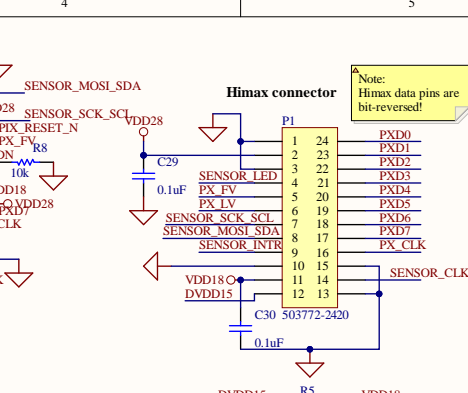 4
5
SENSOR_MOSI_SDA
SENSOR_SCK_SCL
PIX_RESET_N
PX_FV
R8
10k
VDD28
PXD7
VDD28
C29
0.1uF
Himax connector
Note:
Himax data pins are
bit-reversed!
P1
1 24 PXD0
2 23 PXD1
3 22 PXD2
SENSOR_LED 4 21 PXD3
PX_FV 5 20 PXD4
PX_LV 6 19 PXD5
SENSOR_SCK_SCL 7 18 PXD6
SENSOR_MOSI_SDA 8 17 PXD7
SENSOR_INTR 9 16 PX_CLK
10 15
VDD18 11 14 SENSOR_CLK
DVDD15 12 13
C30 503772-2420
0.1uF
R5
DVDD15
VDD18